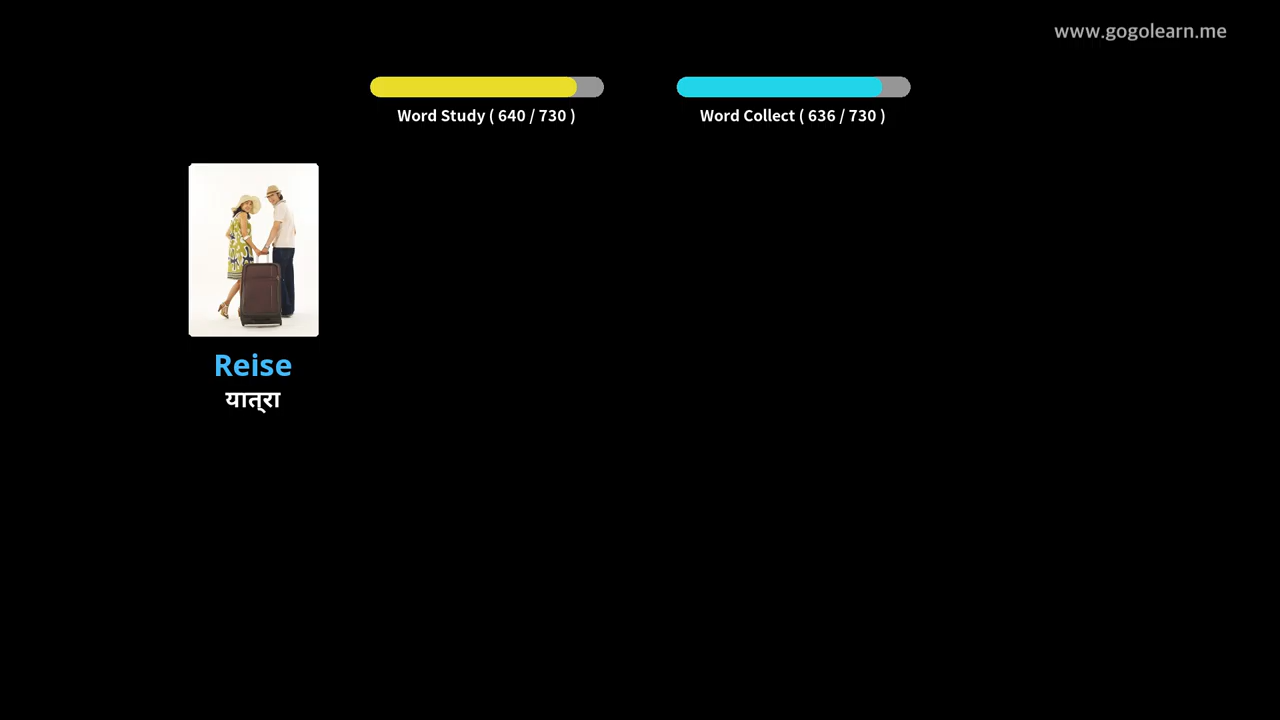 www.gogolearn.me
Word Study ( 640 / 730 )
Word Collect ( 636 / 730 )
Reise
यात्रा